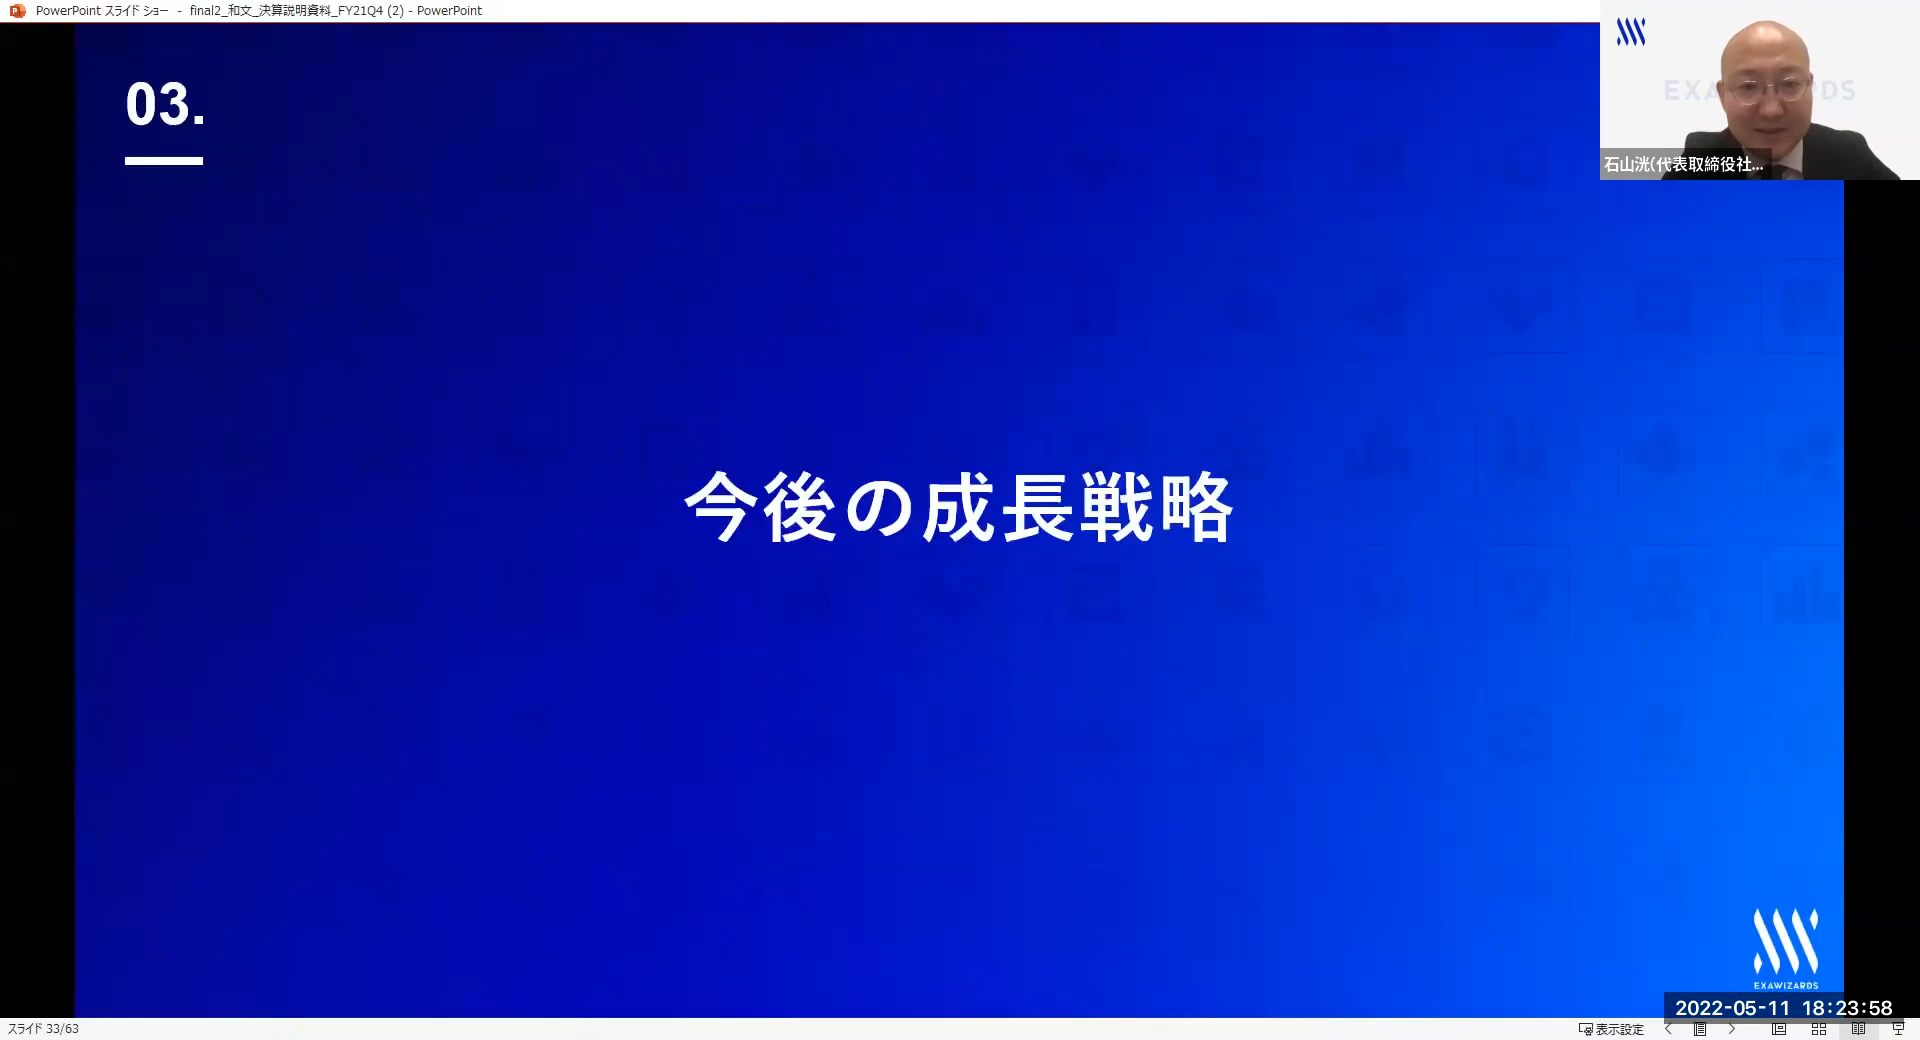 PowerPoint スライド ショー - final2_和文_決算説明資料_FY21Q4 (2) - PowerPoint
石山洸(代表取締役社...
03.
今後の成長戦略
EXAWIZARDS
2022-05-11 18:23:58
スライド 33/63
表示設定